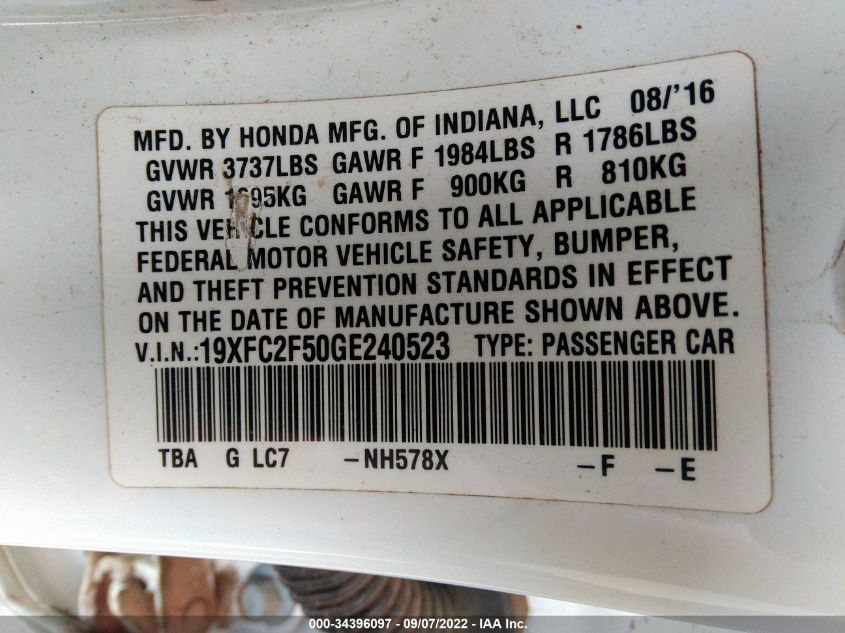 MFD. BY HONDA MFG. OF INDIANA, LLC 08/'16
GVWR 3737LBS GAWR F 1984LBS R 1786LBS
GVWR GAWR F 900KG R 810KG
THIS VEHICLE CONFORMS TO ALL APPLICABLE
FEDERAL MOTOR VEHICLE SAFETY, BUMPER,
AND THEFT PREVENTION STANDARDS IN EFFECT
ON THE DATE OF MANUFACTURE SHOWN ABOVE.
V.I.N.:19XFC2F50GE240523 TYPE: PASSENGER CAR
TBA G LC7 -NH578X -F -E
000-34396097 - 09/07/2022 - IAA Inc.